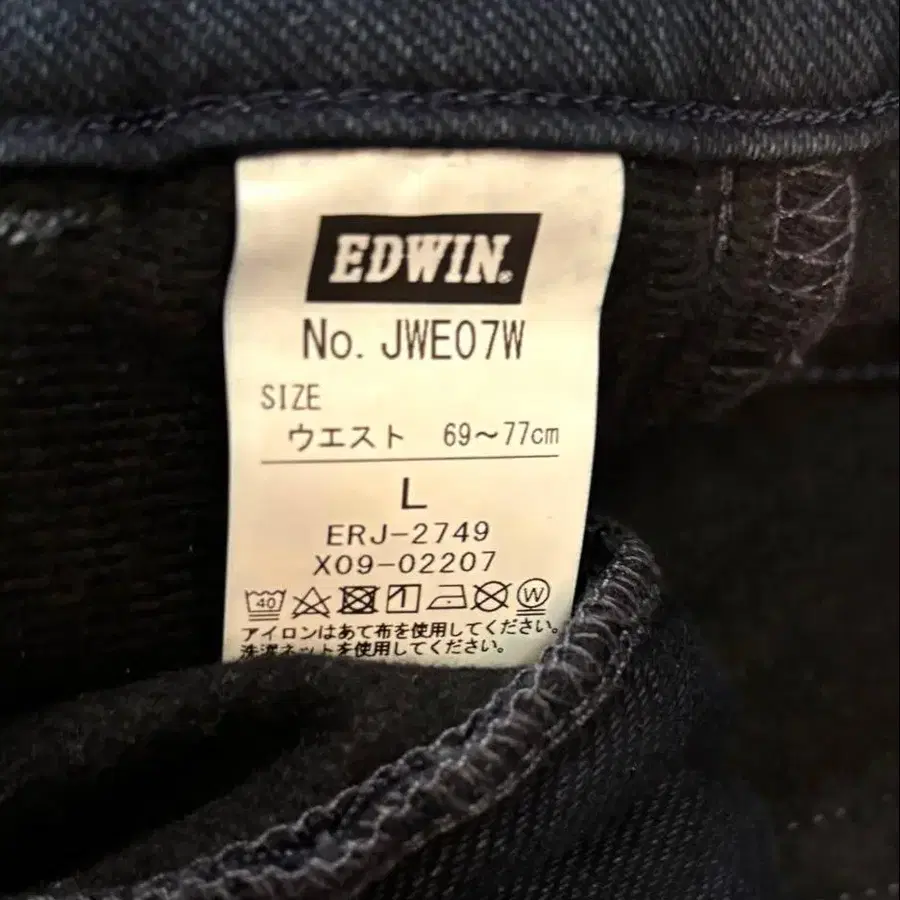 EDWIN®
No. JWE07W
SIZE
ウエスト 69〜77cm
L
ERJ-2749
X09-02207
40 W
アイロンはあて布を使用してください。
洗濯ネットを使用してください。